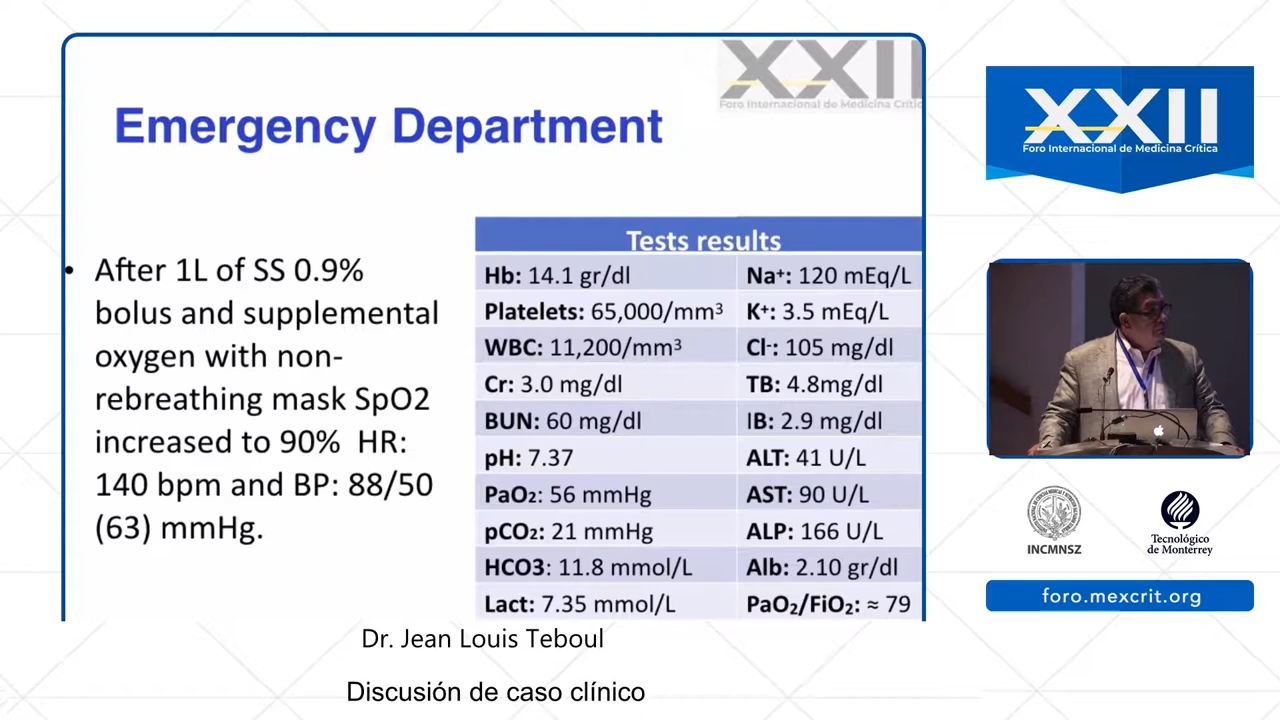 XXII
Foro Internacional de Medicina Crític
Emergency Department
• After 1L of SS 0.9%
bolus and supplemental
oxygen with non-
rebreathing mask SpO2
increased to 90%  HR:
140 bpm and BP: 88/50
(63) mmHg.
Tests results
Hb: 14.1 gr/dl Na+: 120 mEq/L
Platelets: 65,000/mm³ K+: 3.5 mEq/L
WBC: 11,200/mm³ Cl-: 105 mg/dl
Cr: 3.0 mg/dl TB: 4.8mg/dl
BUN: 60 mg/dl IB: 2.9 mg/dl
pH: 7.37 ALT: 41 U/L
PaO₂: 56 mmHg AST: 90 U/L
pCO₂: 21 mmHg ALP: 166 U/L
HCO3: 11.8 mmol/L Alb: 2.10 gr/dl
Lact: 7.35 mmol/L PaO₂/FiO₂: ≈ 79
Dr. Jean Louis Teboul
Discusión de caso clínico
XXII
Foro Internacional de Medicina Crítica
INCMNSZ
Tecnológico
de Monterrey
foro.mexcrit.org